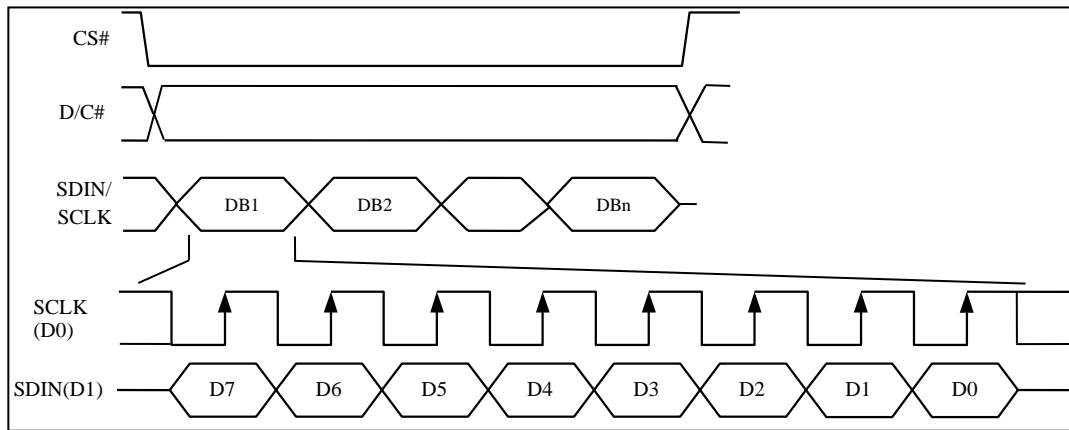 CS#
D/C#
SDIN/
SCLK
DB1 DB2 DBn
SCLK
(D0)
SDIN(D1) D7 D6 D5 D4 D3 D2 D1 D0